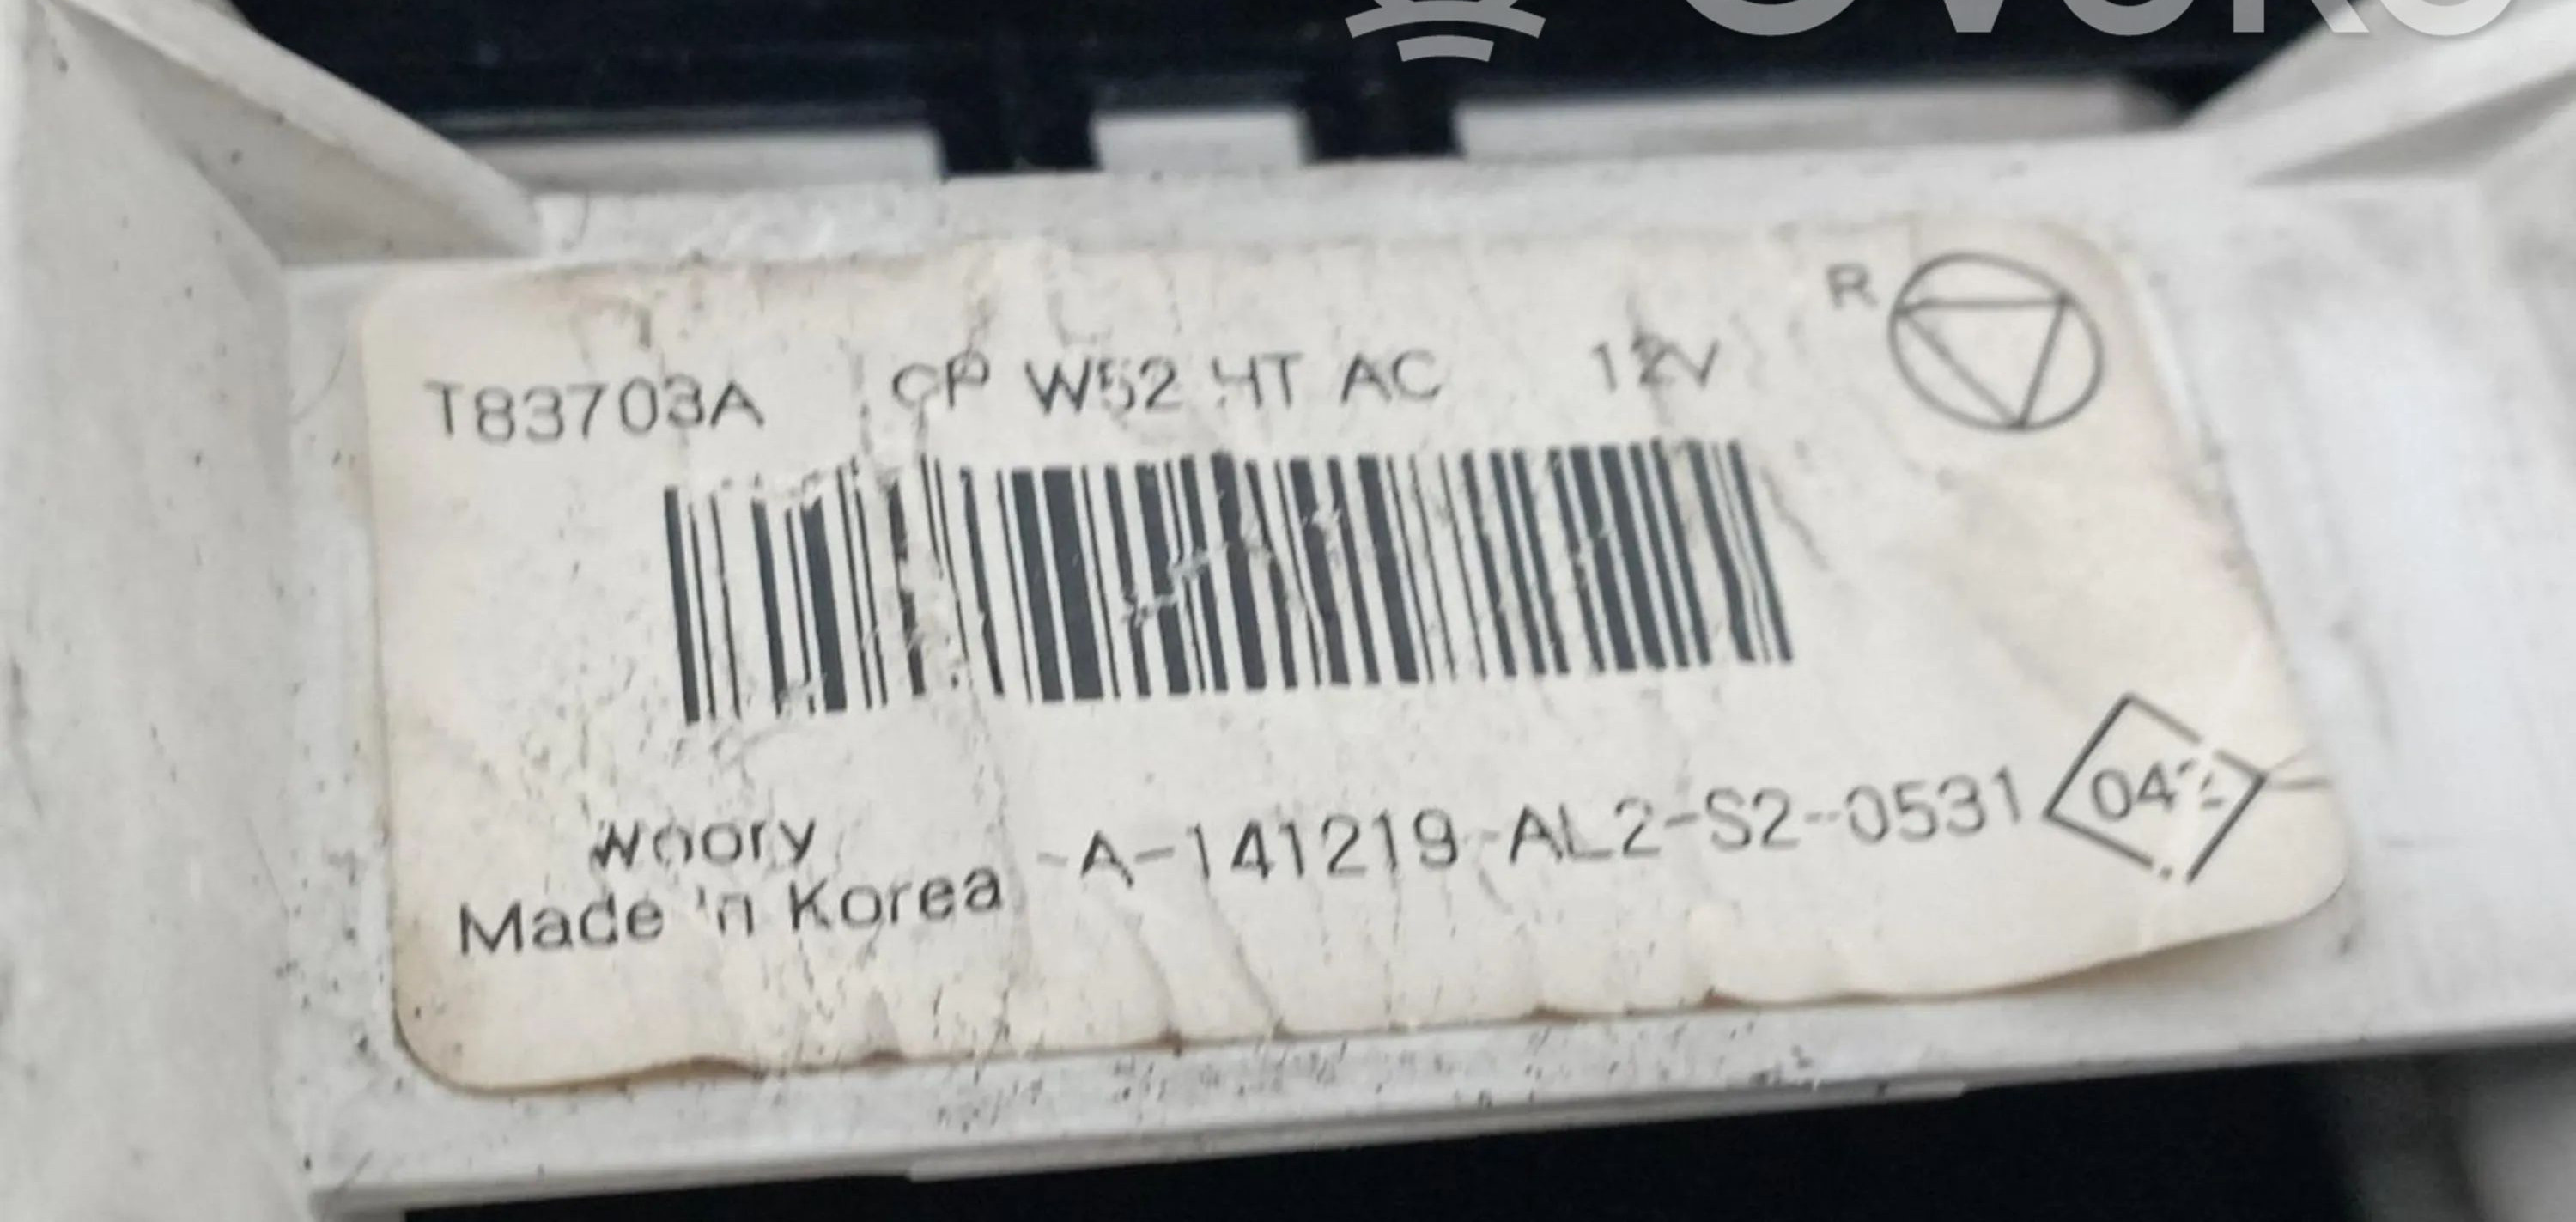 T83703A CP W52 HT AC 12V R
Woory
Made in Korea -A-141219-AL2-S2-0531